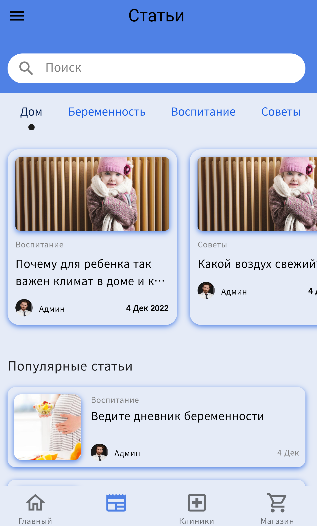 Статьи
Поиск
Дом Беременность Воспитание Советы
Воспитание
Почему для ребенка так
важен климат в доме и к···
Админ 4 Дек 2022
Советы
Какой воздух свежий
Админ 4
Популярные статьи
Воспитание
Ведите дневник беременности
Админ 4 Дек
Главный Клиники Магазин